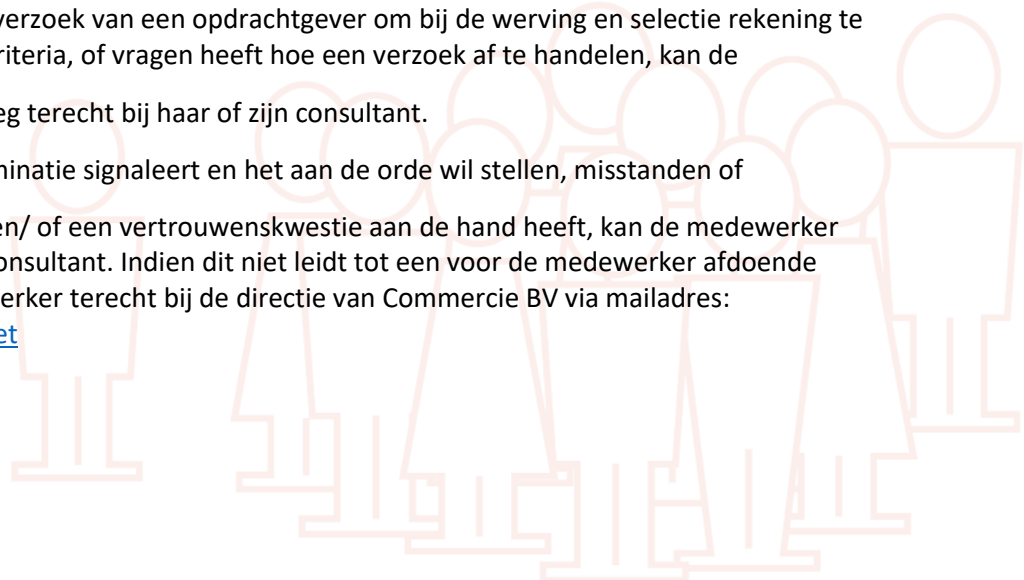 verzoek van een opdrachtgever om bij de werving en selectie rekening te
riteria, of vragen heeft hoe een verzoek af te handelen, kan de
eg terecht bij haar of zijn consultant.
ninatie signaleert en het aan de orde wil stellen, misstanden of
en/ of een vertrouwenskwestie aan de hand heeft, kan de medewerker
onsultant. Indien dit niet leidt tot een voor de medewerker afdoende
erker terecht bij de directie van Commercie BV via mailadres:
et